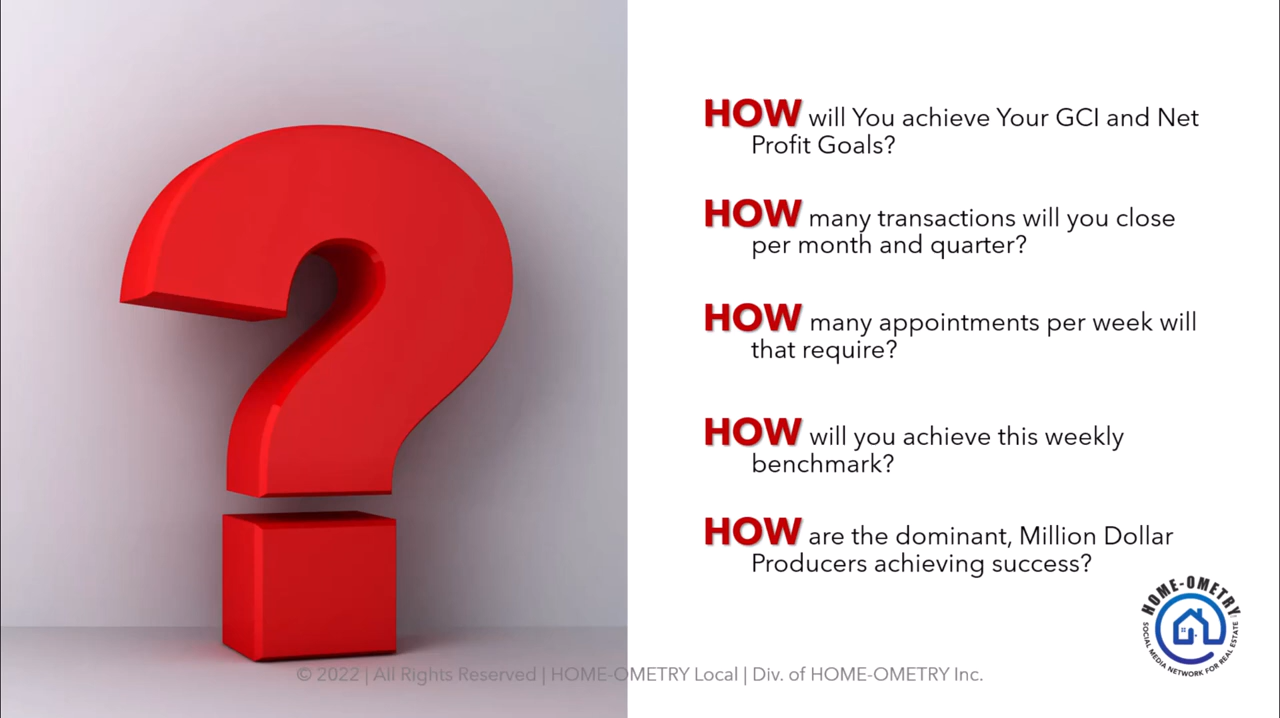 HOW will You achieve Your GCI and Net
Profit Goals?
HOW many transactions will you close
per month and quarter?
HOW many appointments per week will
that require?
HOW will you achieve this weekly
benchmark?
HOW are the dominant, Million Dollar
Producers achieving success?
HOME-OMETRY
SOCIAL MEDIA NETWORK FOR REAL ESTATE
© 2022 | All Rights Reserved | HOME-OMETRY Local | Div. of HOME-OMETRY Inc.